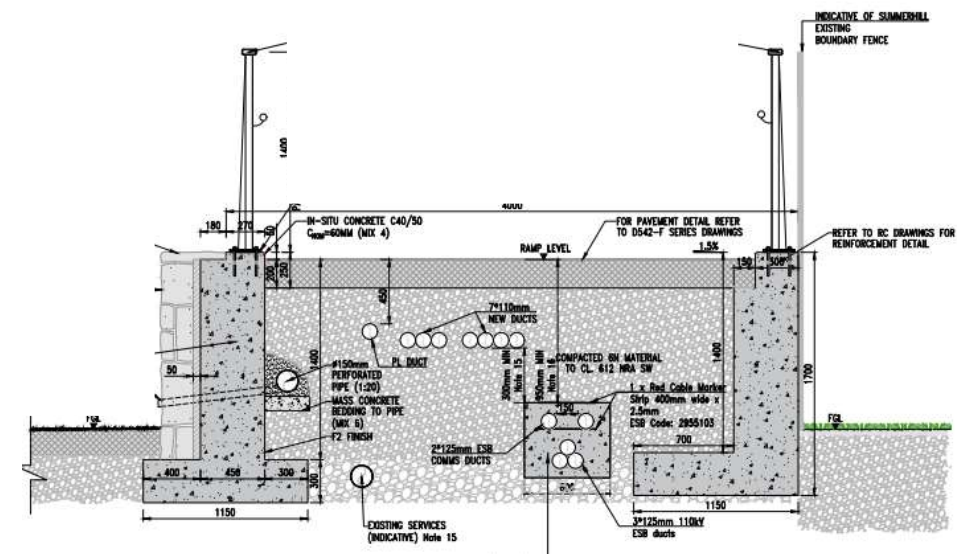 INDICATIVE OF SUMMERHILL
EXISTING
BOUNDARY FENCE
1400
4000
180
270
IN-SITU CONCRETE C40/50
CNOM=60MM (MIX 4)
FOR PAVEMENT DETAIL REFER
TO D542-F SERIES DRAWINGS
REFER TO RC DRAWINGS FOR
REINFORCEMENT DETAIL
RAMP LEVEL
1.5%
150
300
200
250
450
7*110mm
NEW DUCTS
PL DUCT
300mm MIN
Note 15
950mm MIN
Note 16
COMPACTED 6N MATERIAL
TO CL. 612 NRA SW
1400
1400
1700
50
ø150mm
PERFORATED
PIPE (1:20)
MASS CONCRETE
BEDDING TO PIPE
(MIX 6)
F2 FINISH
1 x Red Cable Marker
Strip 400mm wide x
2.5mm
ESB Code: 2955103
150
2*125mm ESB
COMMS DUCTS
FGL
FGL
700
400
450
300
300
1150
1150
EXISTING SERVICES
(INDICATIVE) Note 15
3*125mm 110kV
ESB ducts